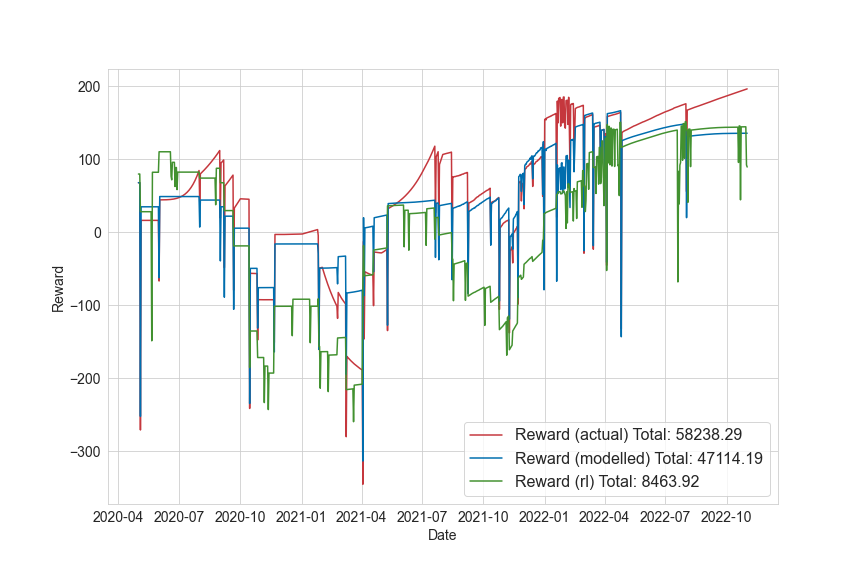 200
100
0
−100
−200
−300
Reward
Reward (actual) Total: 58238.29
Reward (modelled) Total: 47114.19
Reward (rl) Total: 8463.92
2020-04 2020-07 2020-10 2021-01 2021-04 2021-07 2021-10 2022-01 2022-04 2022-07 2022-10
Date